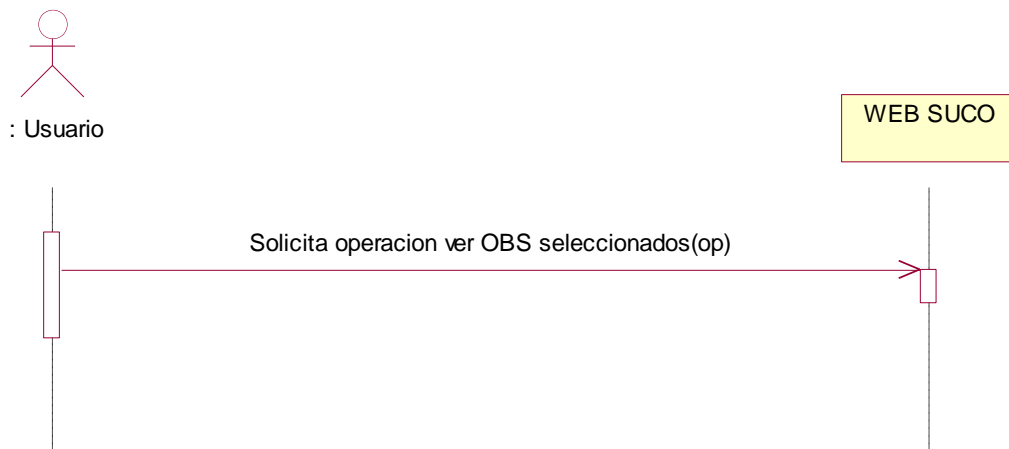 : Usuario
WEB SUCO
Solicita operacion ver OBS seleccionados(op)